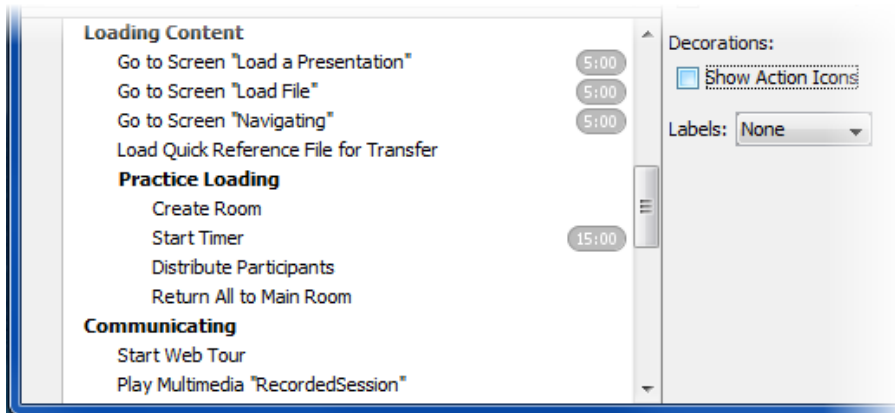 Loading Content
Go to Screen "Load a Presentation" 5:00
Go to Screen "Load File" 5:00
Go to Screen "Navigating" 5:00
Load Quick Reference File for Transfer
Practice Loading
Create Room
Start Timer 15:00
Distribute Participants
Return All to Main Room
Communicating
Start Web Tour
Play Multimedia "RecordedSession"
Decorations:
Show Action Icons
Labels: None